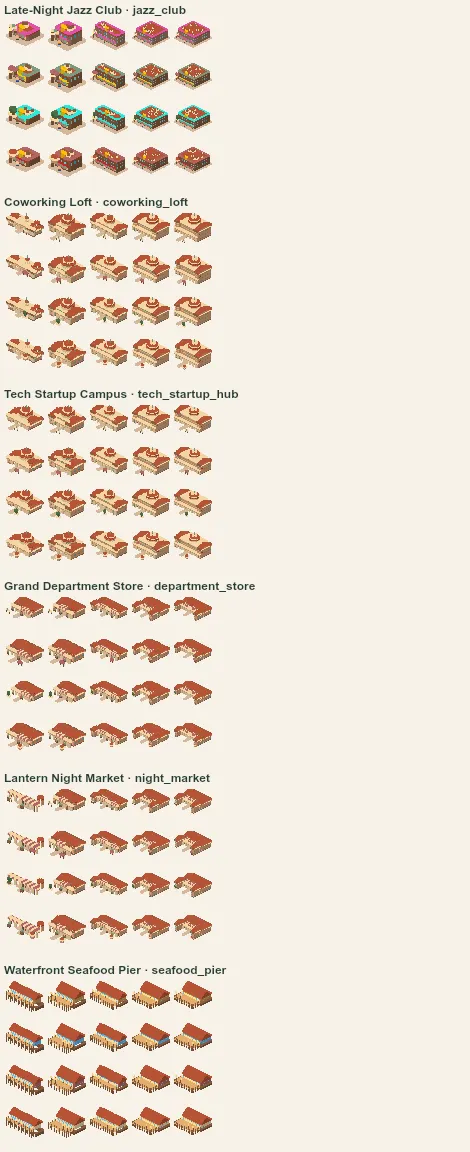 Late-Night Jazz Club · jazz_club
Coworking Loft · coworking_loft
Tech Startup Campus · tech_startup_hub
Grand Department Store · department_store
Lantern Night Market · night_market
Waterfront Seafood Pier · seafood_pier